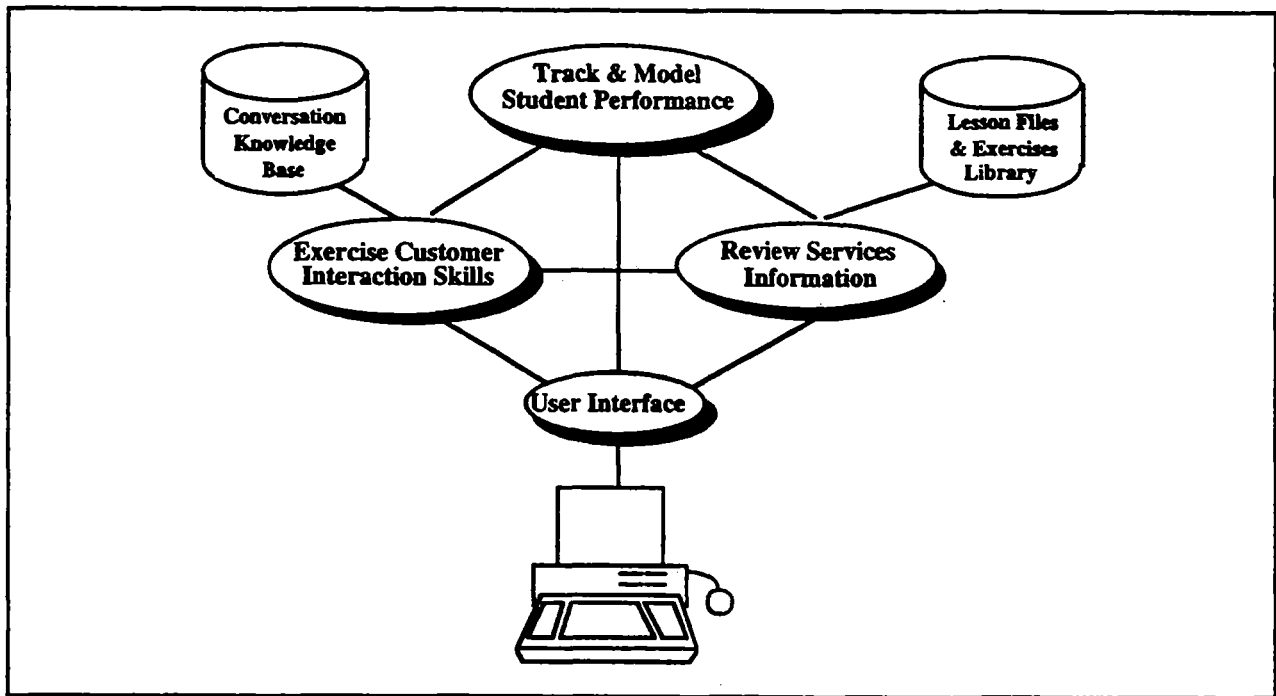 Track & Model
Student Performance
Conversation
Knowledge
Base
Lesson Files
& Exercises
Library
Exercise Customer
Interaction Skills
Review Services
Information
User Interface